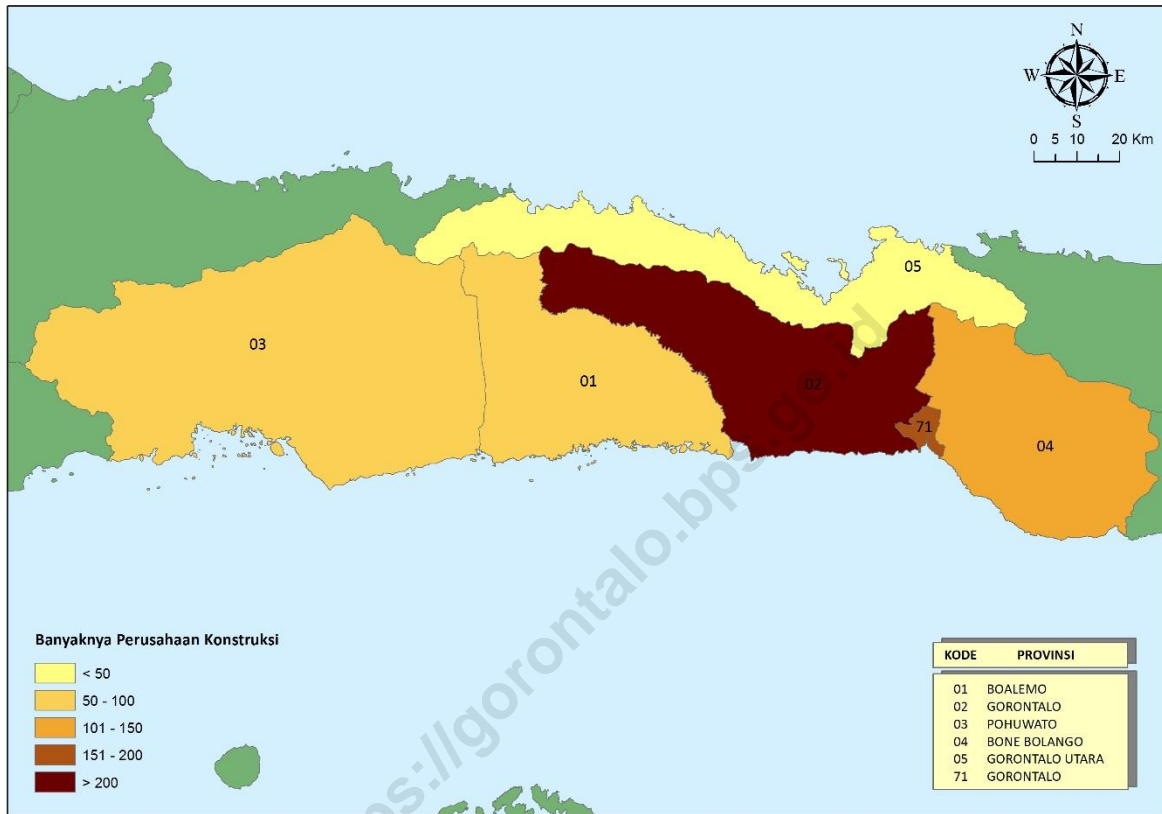 N
W E
S
0 5 10 20 Km
05
03
01
02
71
04
Banyaknya Perusahaan Konstruksi
< 50
50 - 100
101 - 150
151 - 200
> 200
KODE PROVINSI
01 BOALEMO
02 GORONTALO
03 POHUWATO
04 BONE BOLANGO
05 GORONTALO UTARA
71 GORONTALO
ps://gorontalo.bps.go.id